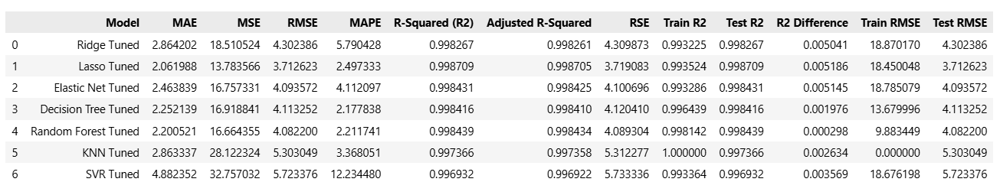 Model MAE MSE RMSE MAPE R-Squared (R2) Adjusted R-Squared RSE Train R2 Test R2 R2 Difference Train RMSE Test RMSE
0 Ridge Tuned 2.864202 18.510524 4.302386 5.790428 0.998267 0.998261 4.309873 0.993225 0.998267 0.005041 18.870170 4.302386
1 Lasso Tuned 2.061988 13.783566 3.712623 2.497333 0.998709 0.998705 3.719083 0.993524 0.998709 0.005186 18.450048 3.712623
2 Elastic Net Tuned 2.463839 16.757331 4.093572 4.112097 0.998431 0.998425 4.100696 0.993286 0.998431 0.005145 18.785079 4.093572
3 Decision Tree Tuned 2.252139 16.918841 4.113252 2.177838 0.998416 0.998410 4.120410 0.996439 0.998416 0.001976 13.679996 4.113252
4 Random Forest Tuned 2.200521 16.664355 4.082200 2.211741 0.998439 0.998434 4.089304 0.998142 0.998439 0.000298 9.883449 4.082200
5 KNN Tuned 2.863337 28.122324 5.303049 3.368051 0.997366 0.997358 5.312277 1.000000 0.997366 0.002634 0.000000 5.303049
6 SVR Tuned 4.882352 32.757032 5.723376 12.234480 0.996932 0.996922 5.733336 0.993364 0.996932 0.003569 18.676198 5.723376